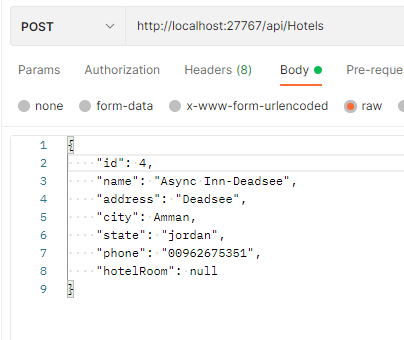 POST http://localhost:27767/api/Hotels
Params Authorization Headers (8) Body Pre-reque
none form-data x-www-form-urlencoded raw
1 {
2 "id": 4,
3 "name": "Async Inn-Deadsee",
4 "address": "Deadsee",
5 "city": Amman,
6 "state": "jordan",
7 "phone": "00962675351",
8 "hotelRoom": null
9 }